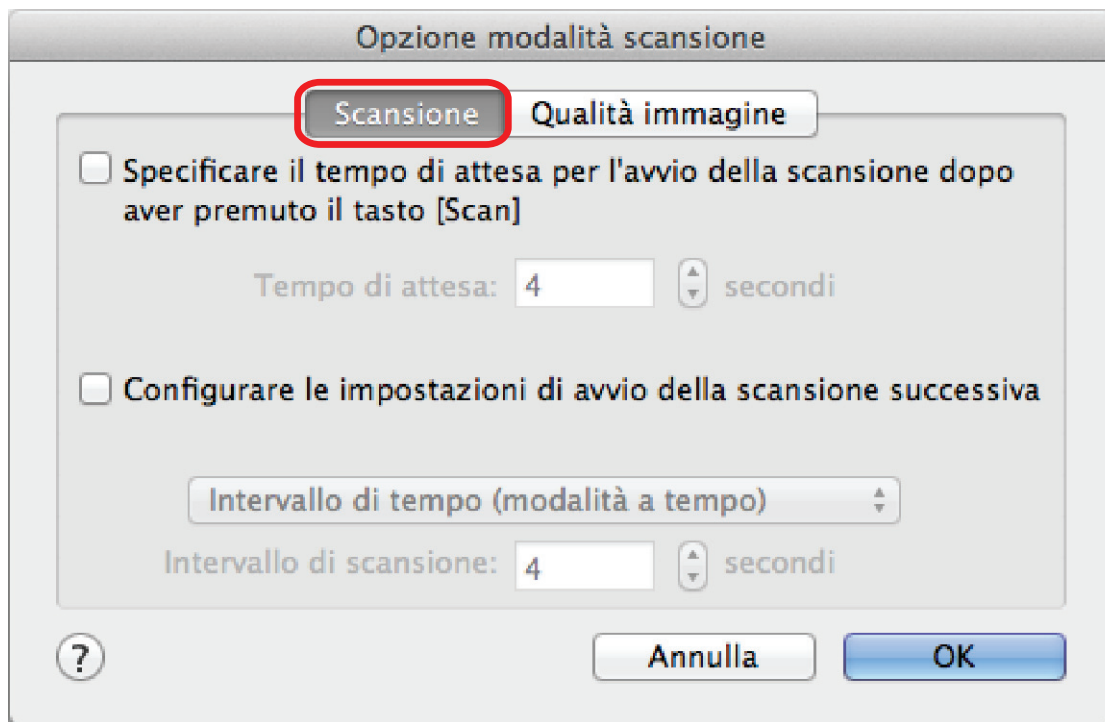 Opzione modalità scansione
Scansione
Qualità immagine
Specificare il tempo di attesa per l'avvio della scansione dopo
aver premuto il tasto [Scan]
Tempo di attesa: 4 secondi
Configurare le impostazioni di avvio della scansione successiva
Intervallo di tempo (modalità a tempo)
Intervallo di scansione: 4 secondi
? Annulla OK